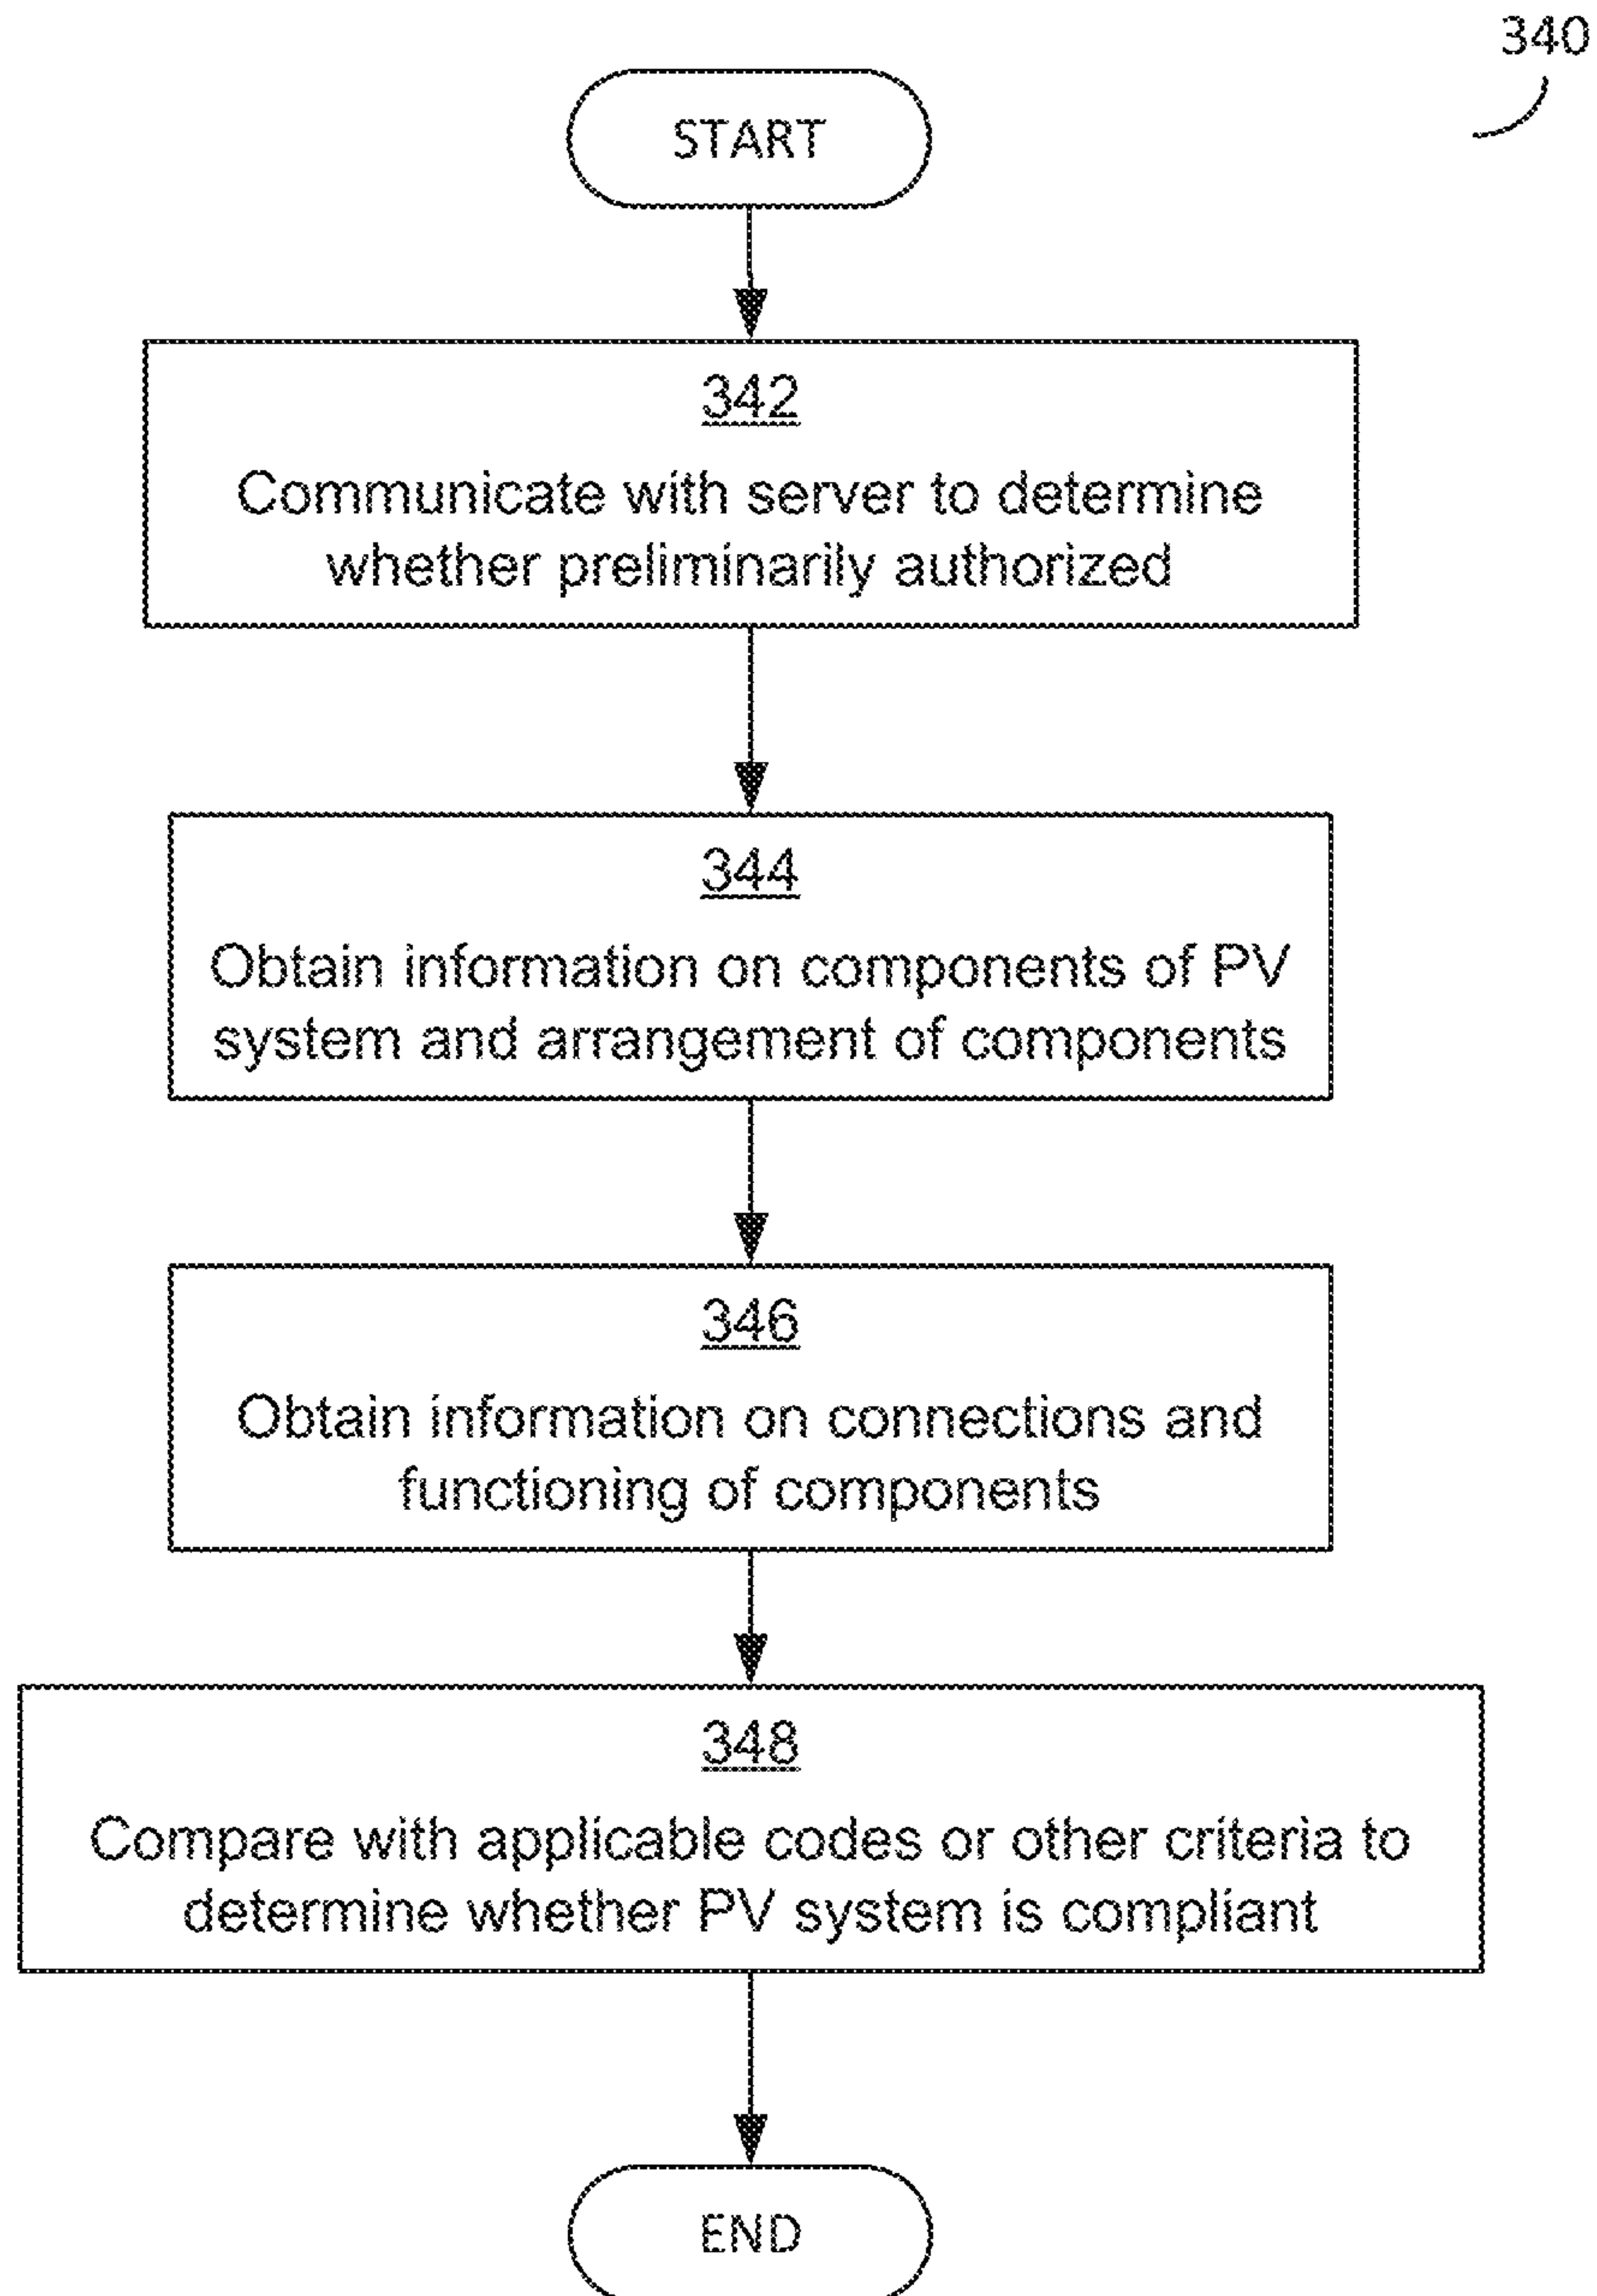 340
START
342
Communicate with server to determine
whether preliminarily authorized
344
Obtain information on components of PV
system and arrangement of components
346
Obtain information on connections and
functioning of components
348
Compare with applicable codes or other criteria to
determine whether PV system is compliant
END